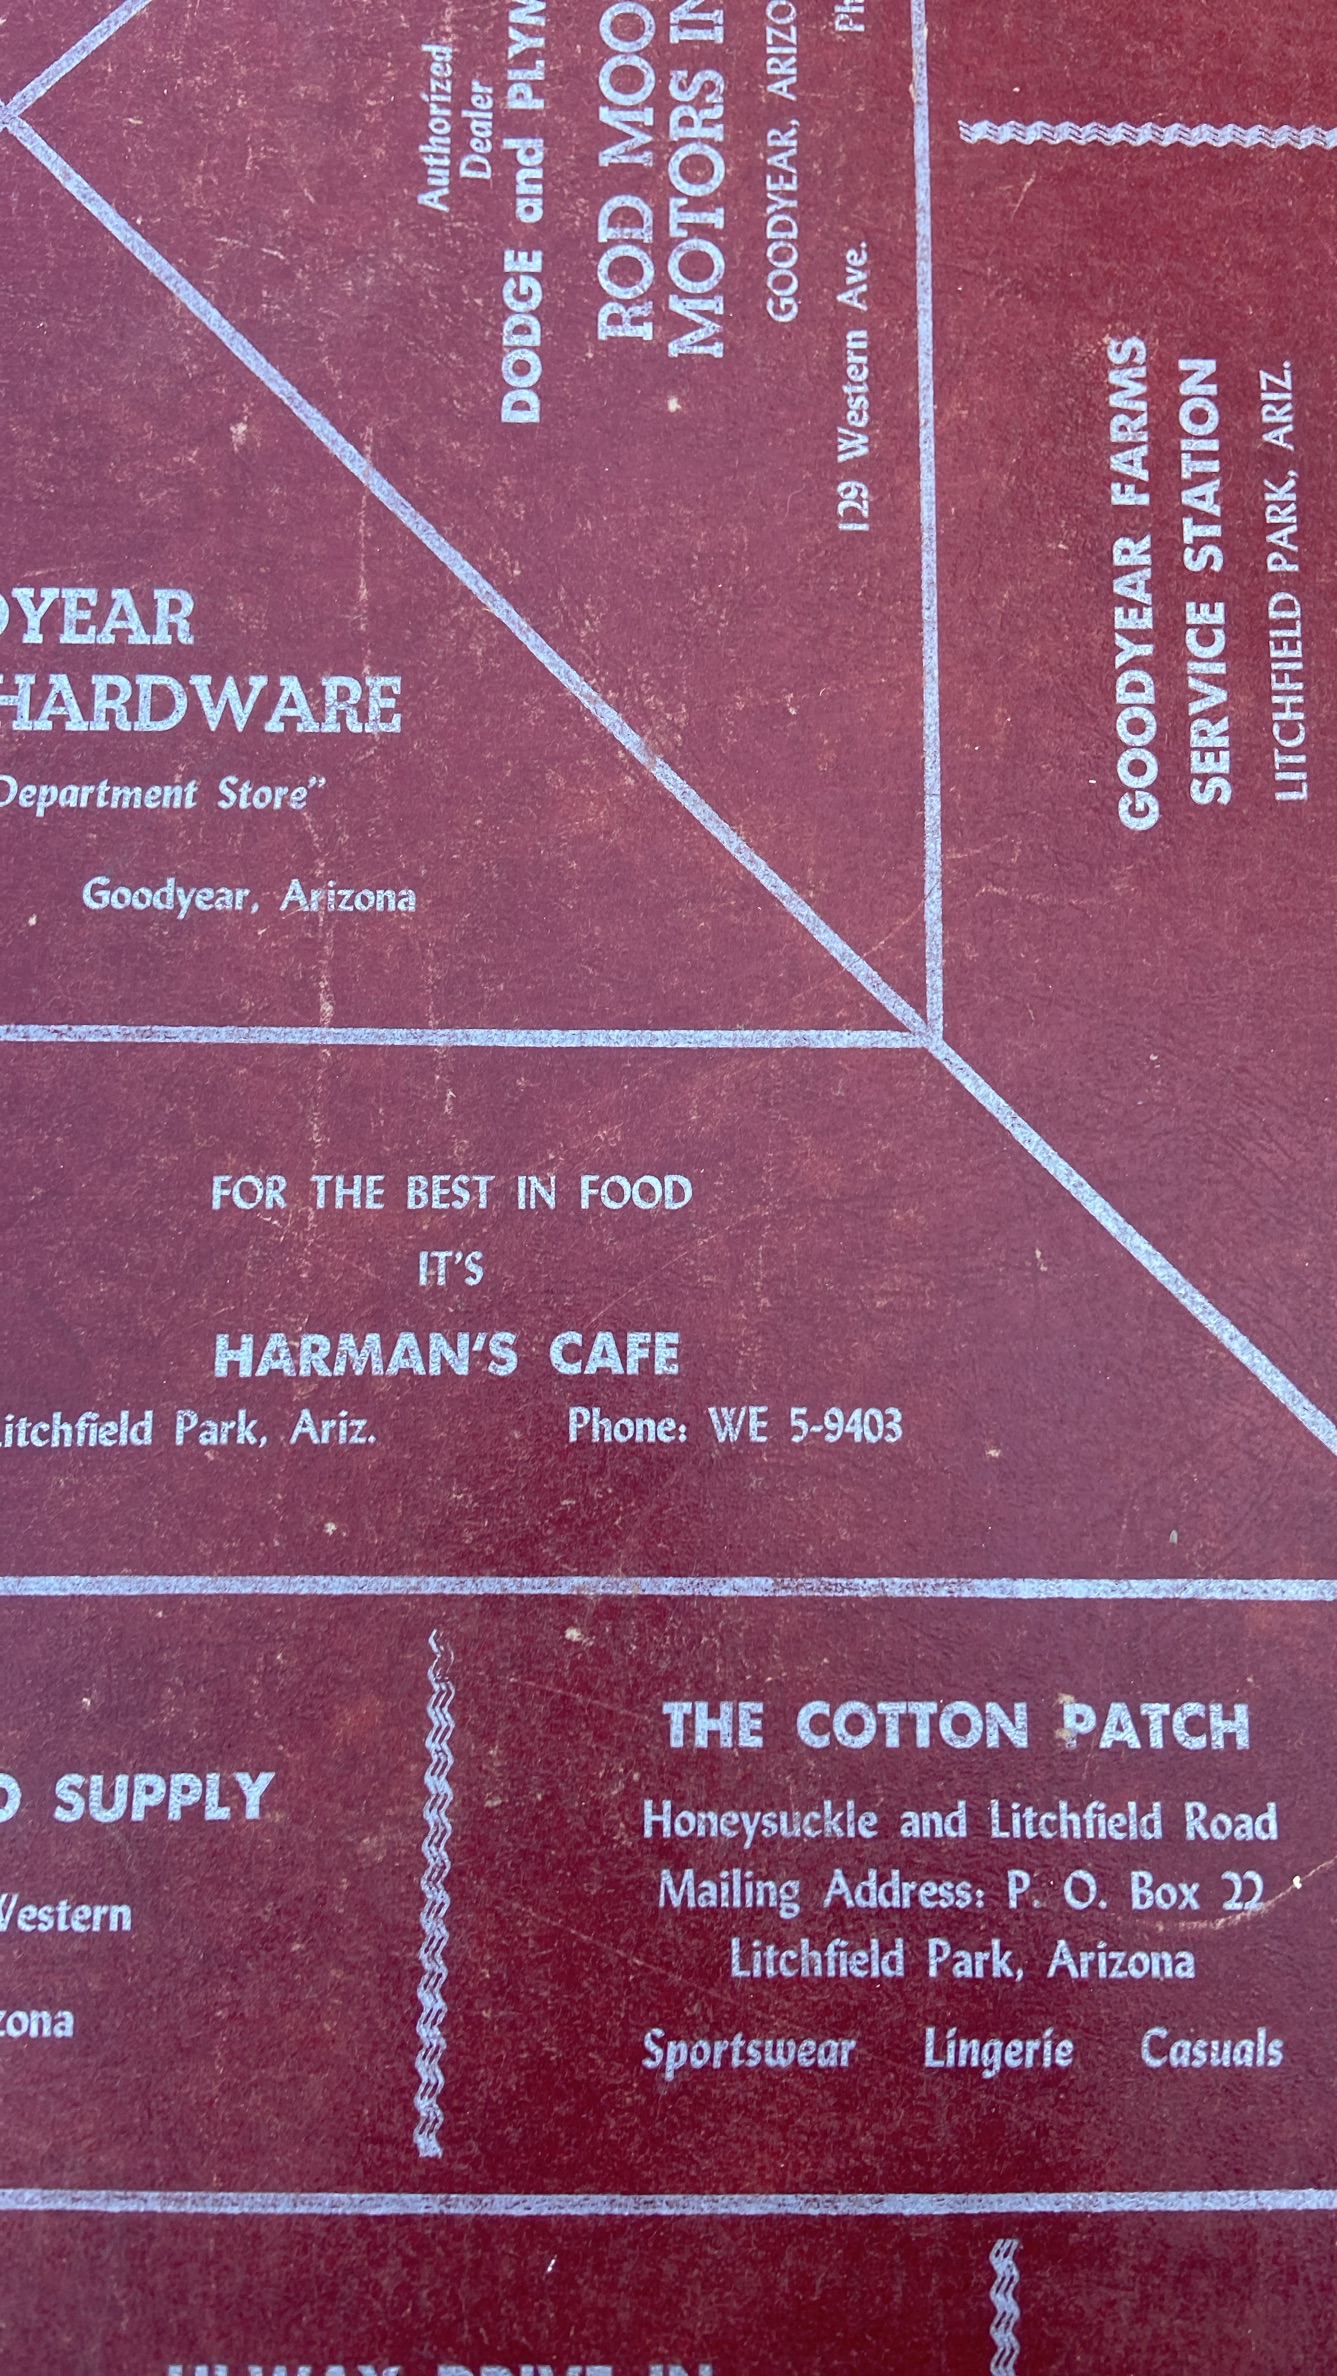 Authorized
Dealer
DODGE and PLYM
ROD MOO
MOTORS IN
GOODYEAR, ARIZO
129 Western Ave. Ph
GOODYEAR FARMS
SERVICE STATION
LITCHFIELD PARK, ARIZ.
DYEAR
HARDWARE
Department Store”
Goodyear, Arizona
FOR THE BEST IN FOOD
IT'S
HARMAN'S CAFE
Litchfield Park, Ariz. Phone: WE 5-9403
O SUPPLY
Western
zona
THE COTTON PATCH
Honeysuckle and Litchfield Road
Mailing Address: P. O. Box 22
Litchfield Park, Arizona
Sportswear Lingerie Casuals